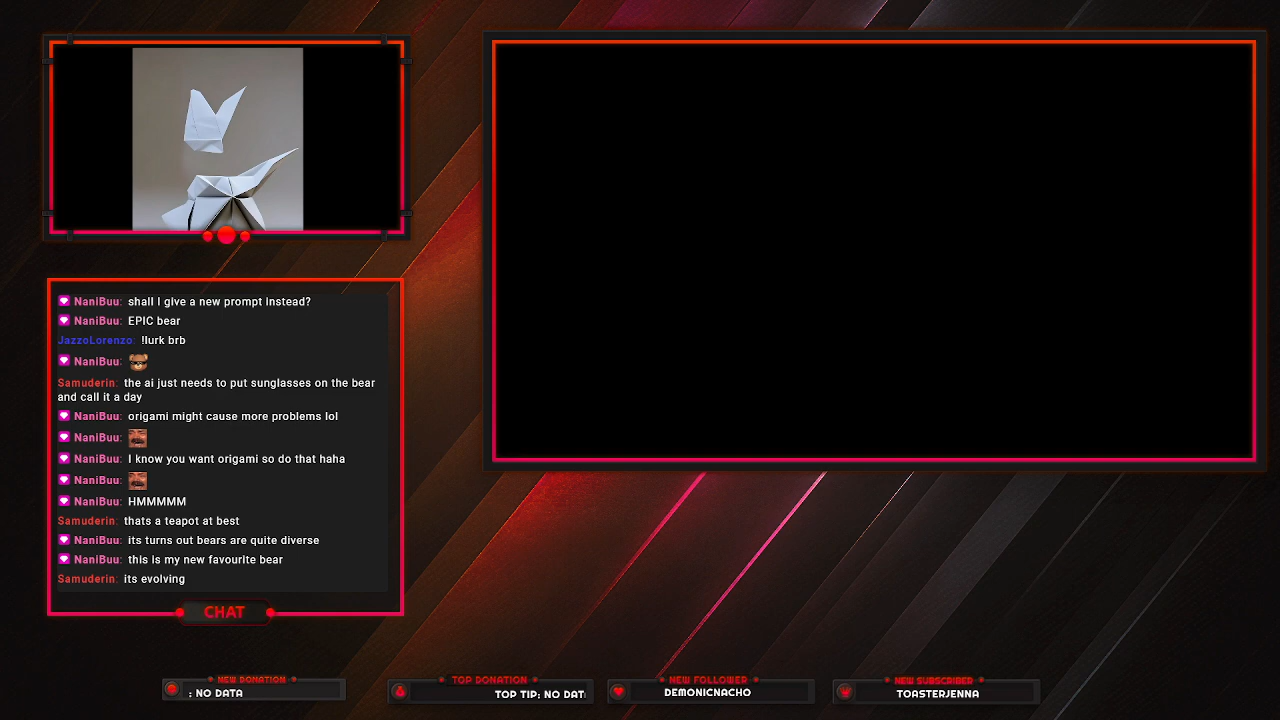 NaniBuu: shall I give a new prompt instead?
NaniBuu: EPIC bear
JazzoLorenzo: !lurk brb
NaniBuu:
Samuderin: the ai just needs to put sunglasses on the bear
and call it a day
NaniBuu: origami might cause more problems lol
NaniBuu:
NaniBuu: I know you want origami so do that haha
NaniBuu:
NaniBuu: HMMMMM
Samuderin: thats a teapot at best
NaniBuu: its turns out bears are quite diverse
NaniBuu: this is my new favourite bear
Samuderin: its evolving
CHAT
NEW DONATION
: NO DATA
TOP DONATION
TOP TIP: NO DAT
NEW FOLLOWER
DEMONICNACHO
NEW SUBSCRIBER
TOASTERJENNA